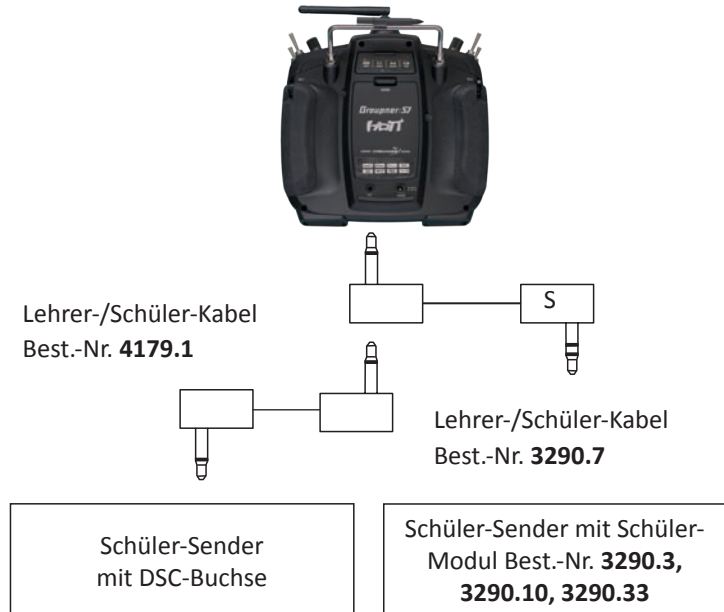 Graupner SJ
HoTT
S
Lehrer-/Schüler-Kabel
Best.-Nr. 4179.1
Lehrer-/Schüler-Kabel
Best.-Nr. 3290.7
Schüler-Sender
mit DSC-Buchse
Schüler-Sender mit Schüler-
Modul Best.-Nr. 3290.3,
3290.10, 3290.33